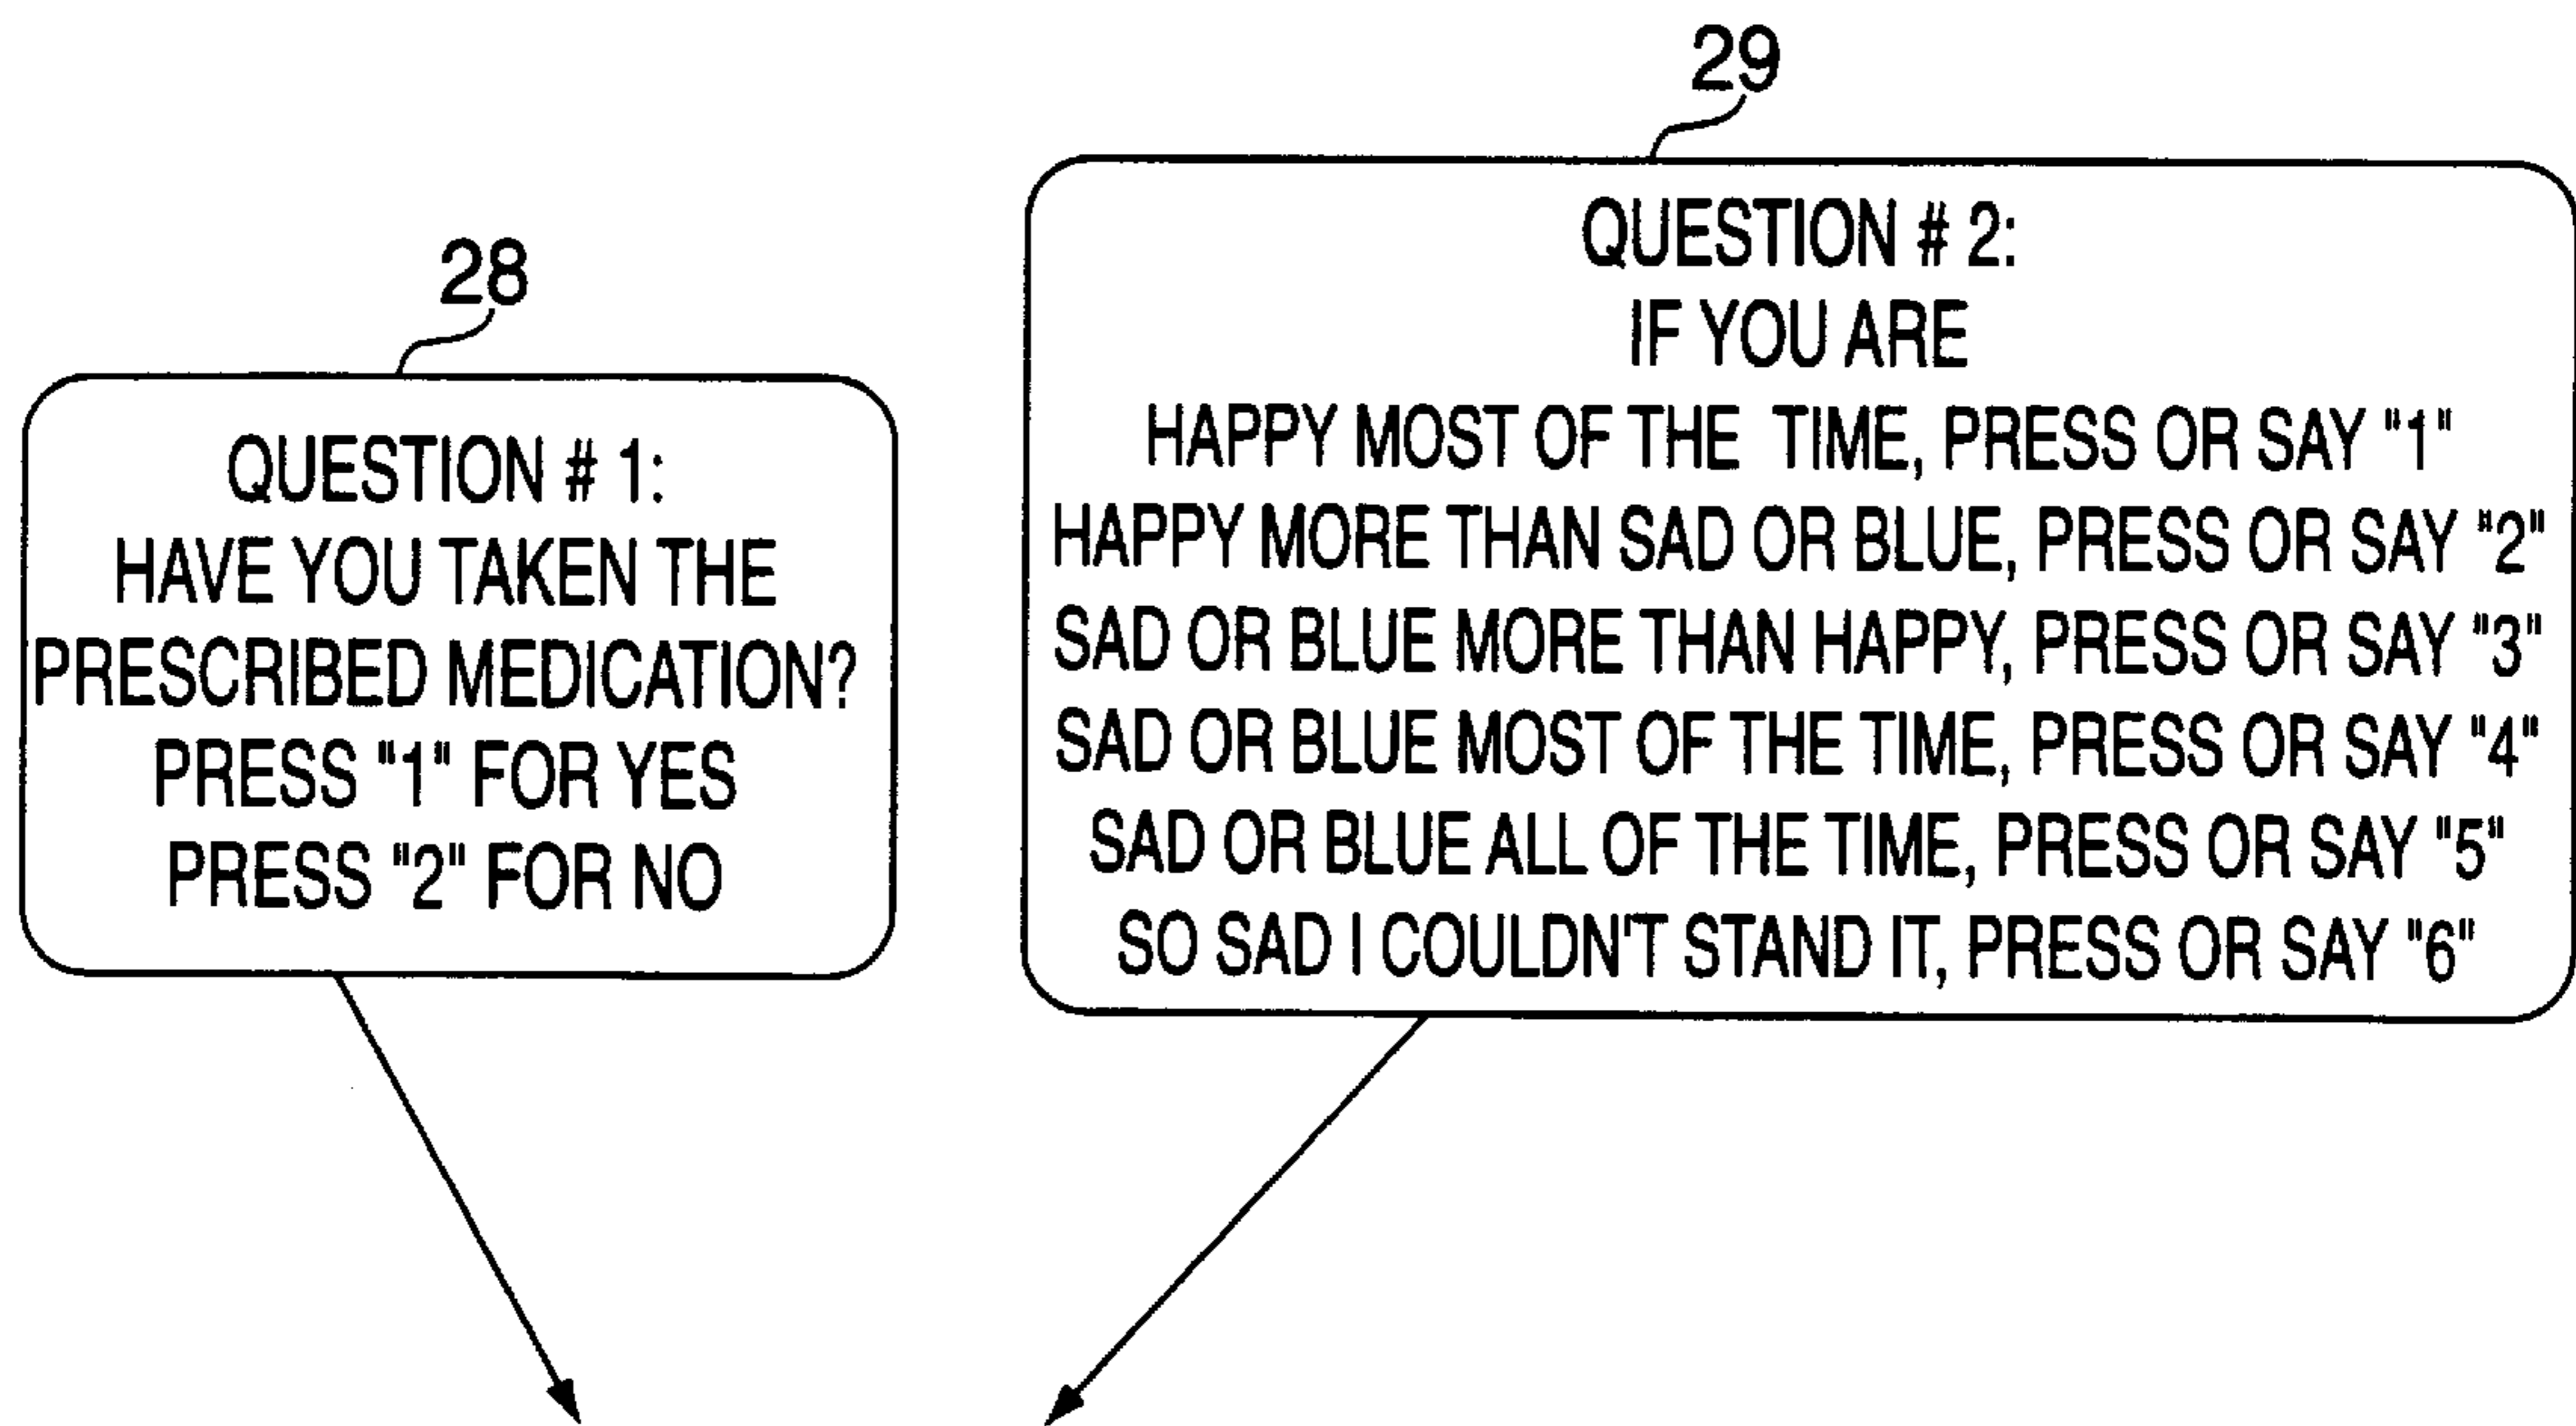 28
QUESTION # 1:
HAVE YOU TAKEN THE
PRESCRIBED MEDICATION?
PRESS "1" FOR YES
PRESS "2" FOR NO
29
QUESTION # 2:
IF YOU ARE
HAPPY MOST OF THE TIME, PRESS OR SAY "1"
HAPPY MORE THAN SAD OR BLUE, PRESS OR SAY "2"
SAD OR BLUE MORE THAN HAPPY, PRESS OR SAY "3"
SAD OR BLUE MOST OF THE TIME, PRESS OR SAY "4"
SAD OR BLUE ALL OF THE TIME, PRESS OR SAY "5"
SO SAD I COULDN'T STAND IT, PRESS OR SAY "6"